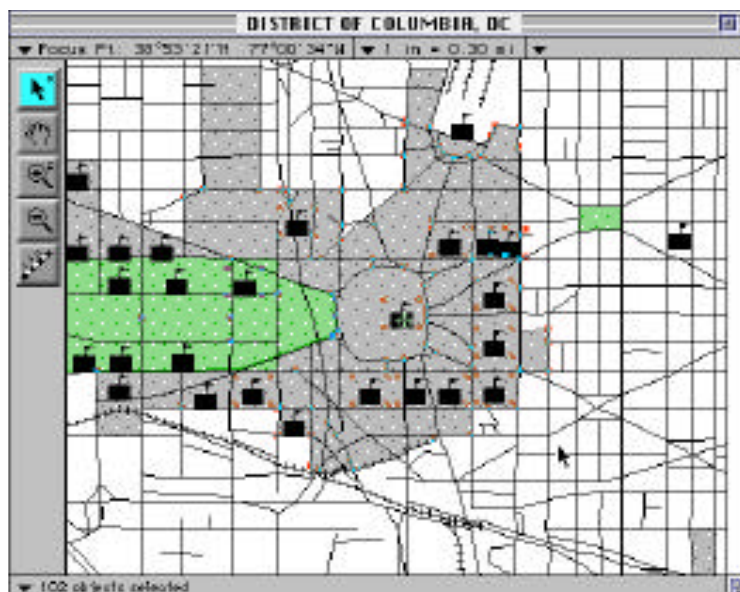 DISTRICT OF COLUMBIA, DC
Focus Pt: 38°53'21"N 77°00'34"W 1 in = 0.30 mi
102 objects selected